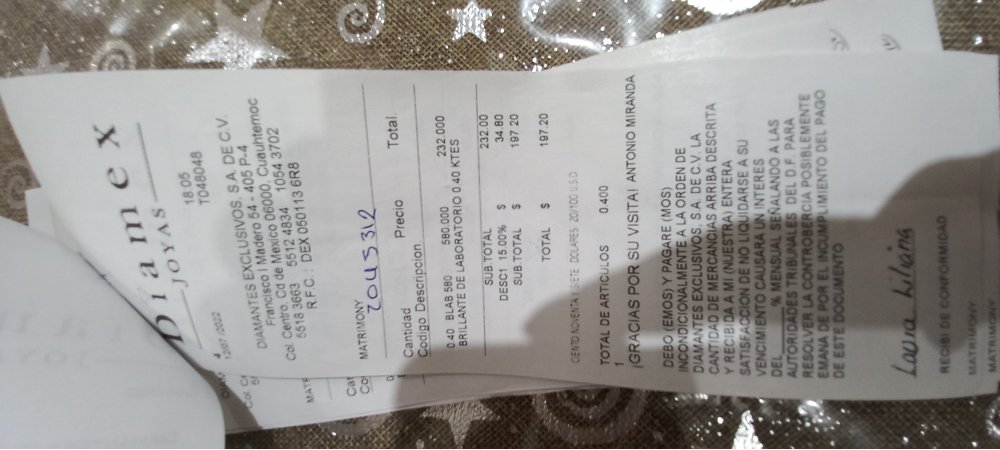 Diamex
JOYAS
4 18.05
12/07/2022 T048048
DIAMANTES EXCLUSIVOS, S.A. DE C.V.
Francisco I Madero 54 - 405 P-4
Col. Centro, Cd de Mexico 06000, Cuauhtemoc
5518 3663 5512 4834 1054 3702
R.F.C. : DEX 050113 6R8
MATRIMONY
Cantidad Precio Total.
Codigo Descripcion
0.40 BLAB 580 580.000 232.000
BRILLANTE DE LABORATORIO 0.40 KTES
SUB TOTAL 232.00
DESC1 15.00% $ 34.80
SUB TOTAL $ 197.20
TOTAL $ 197.20
CIENTO NOVENTA Y SIETE DOLARES 20/100 U.S.D.
TOTAL DE ARTICULOS 0.400
1
¡GRACIAS POR SU VISITA! ANTONIO MIRANDA
DEBO (EMOS) Y PAGARE (MOS)
INCONDICIONALMENTE A LA ORDEN DE
DIAMANTES EXCLUSIVOS, S.A. DE C.V. LA
CANTIDAD DE MERCANCIAS ARRIBA DESCRITA
Y RECIBIDA A MI (NUESTRA) ENTERA
SATISFACCION DE NO LIQUIDARSE A SU
VENCIMIENTO CAUSARA UN INTERES
DEL % MENSUAL SEÑALANDO A LAS
AUTORIDADES TRIBUNALES DEL D.F. PARA
RESOLVER LA CONTROBERCIA POSIBLEMENTE
EMANA DE POR EL INCUMPLIMIENTO DEL PAGO
DE ESTE DOCUMENTO
Laura Liliana
RECIBI DE CONFORMIDAD
MATRIMONY
MATRIMONY